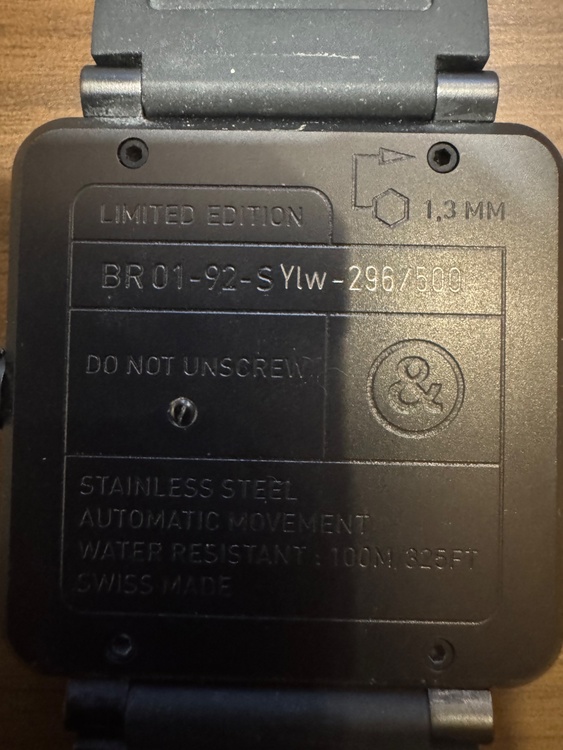 LIMITED EDITION
1,3 MM
BR 01-92-S Ylw-296/500
DO NOT UNSCREW
&
STAINLESS STEEL
AUTOMATIC MOVEMENT
WATER RESISTANT : 100M, 325FT
SWISS MADE